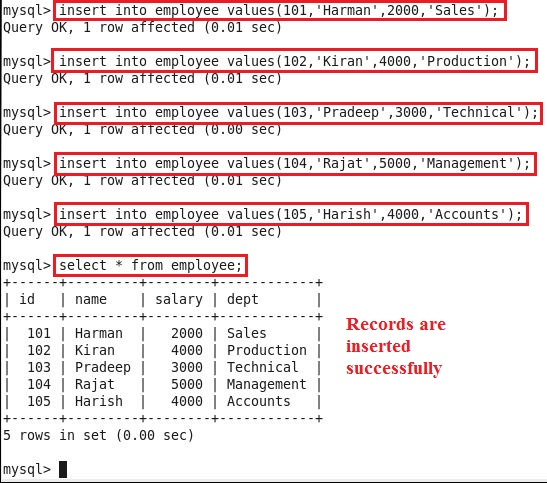 mysql> insert into employee values(101,'Harman',2000,'Sales');
Query OK, 1 row affected (0.01 sec)
mysql> insert into employee values(102,'Kiran',4000,'Production');
Query OK, 1 row affected (0.01 sec)
mysql> insert into employee values(103,'Pradeep',3000,'Technical');
Query OK, 1 row affected (0.00 sec)
mysql> insert into employee values(104,'Rajat',5000,'Management');
Query OK, 1 row affected (0.01 sec)
mysql> insert into employee values(105,'Harish',4000,'Accounts');
Query OK, 1 row affected (0.01 sec)
mysql> select * from employee;
+------+---------+--------+------------+
| id   | name    | salary | dept       |
+------+---------+--------+------------+
|  101 | Harman  |   2000 | Sales      |
|  102 | Kiran   |   4000 | Production |
|  103 | Pradeep |   3000 | Technical  |
|  104 | Rajat   |   5000 | Management |
|  105 | Harish  |   4000 | Accounts   |
+------+---------+--------+------------+
5 rows in set (0.00 sec)
mysql>
Records are
inserted
successfully